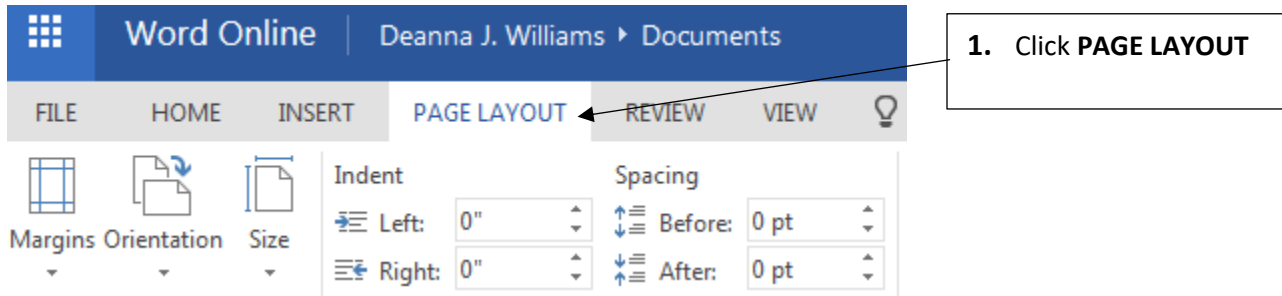 Word Online | Deanna J. Williams ▸ Documents
1. Click PAGE LAYOUT
FILE HOME INSERT PAGE LAYOUT REVIEW VIEW
Indent Spacing
Left: 0" Before: 0 pt
Margins Orientation Size
Right: 0" After: 0 pt